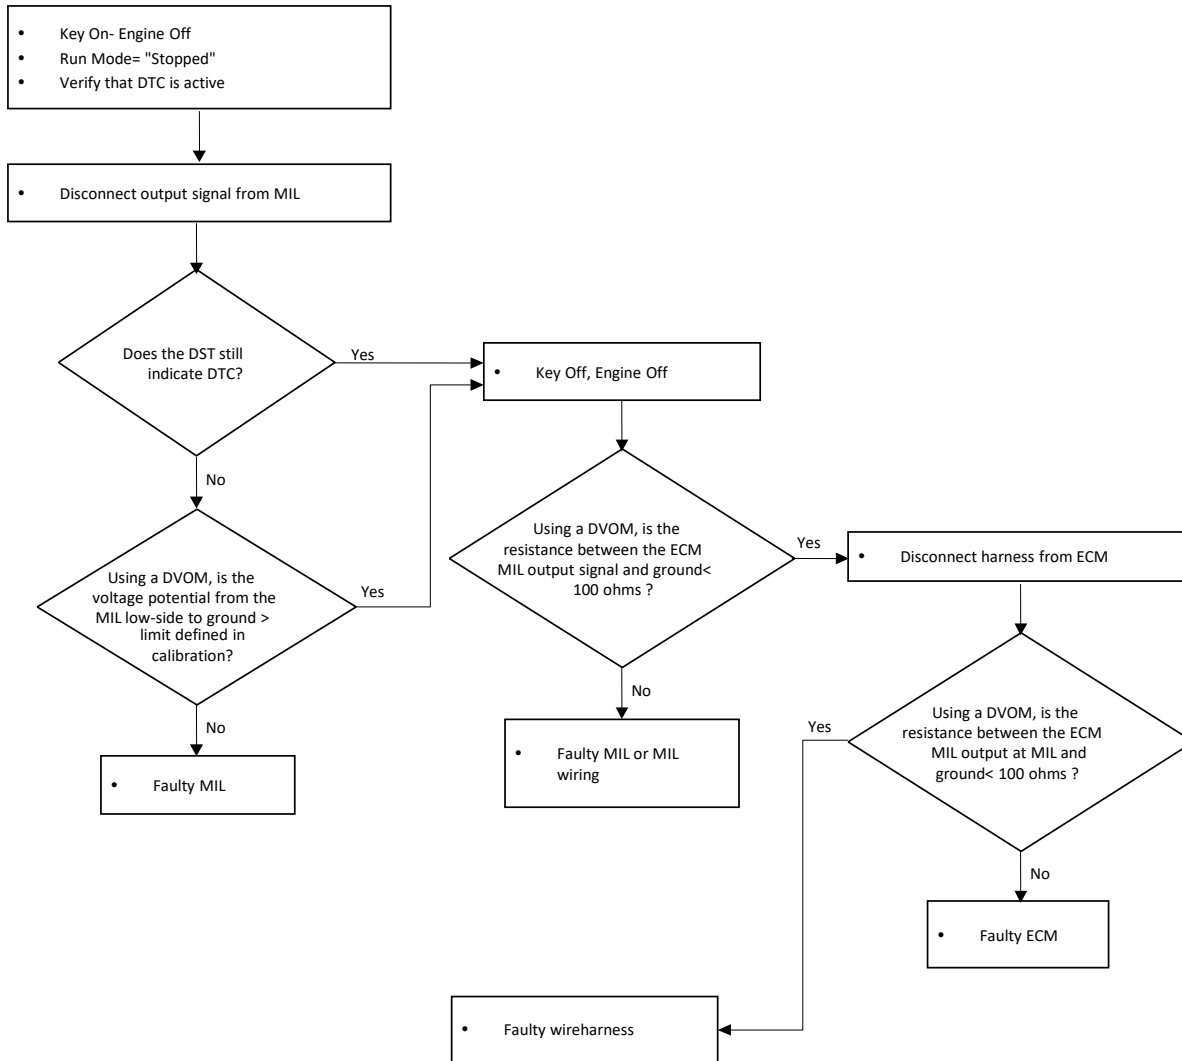 • Key On- Engine Off
• Run Mode= "Stopped"
• Verify that DTC is active
• Disconnect output signal from MIL
Does the DST still
indicate DTC?
Yes
No
• Key Off, Engine Off
Using a DVOM, is the
voltage potential from the
MIL low-side to ground >
limit defined in
calibration?
Yes
No
• Faulty MIL
Using a DVOM, is the
resistance between the ECM
MIL output signal and ground<
100 ohms ?
Yes
No
• Faulty MIL or MIL
wiring
• Disconnect harness from ECM
Using a DVOM, is the
resistance between the ECM
MIL output at MIL and
ground< 100 ohms ?
Yes
No
• Faulty ECM
• Faulty wireharness